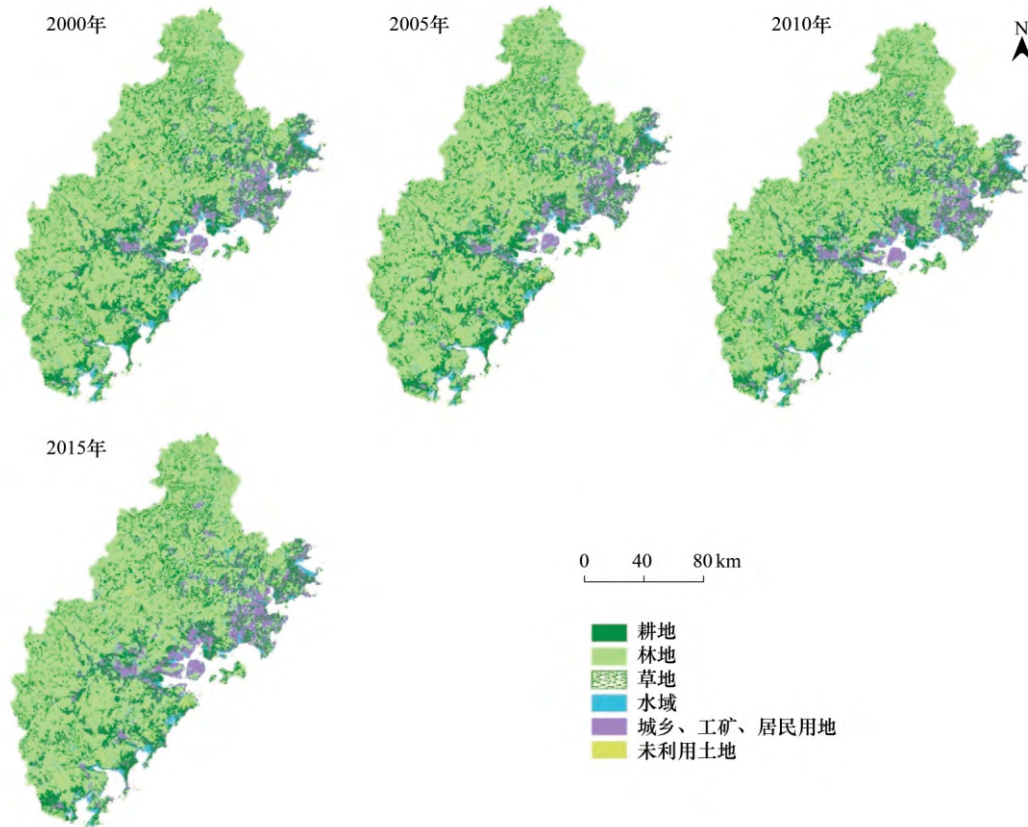 2000年
2005年
2010年
N
2015年
0 40 80 km
耕地
林地
草地
水域
城乡、工矿、居民用地
未利用土地